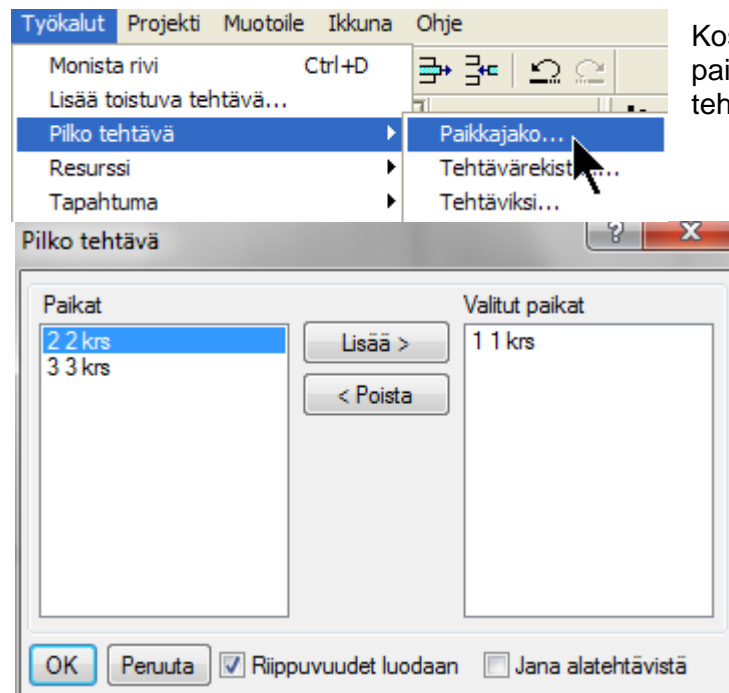 Työkalut Projekti Muotoile Ikkuna Ohje
Monista rivi Ctrl+D
Lisää toistuva tehtävä...
Pilko tehtävä
Resurssi
Tapahtuma
Paikkajako...
...
Tehtäviksi...
Pilko tehtävä
Paikat
2 2 krs
3 3 krs
Lisää >
< Poista
Valitut paikat
1 1 krs
OK Peruuta Riippuvuudet luodaan Jana alatehtävistä